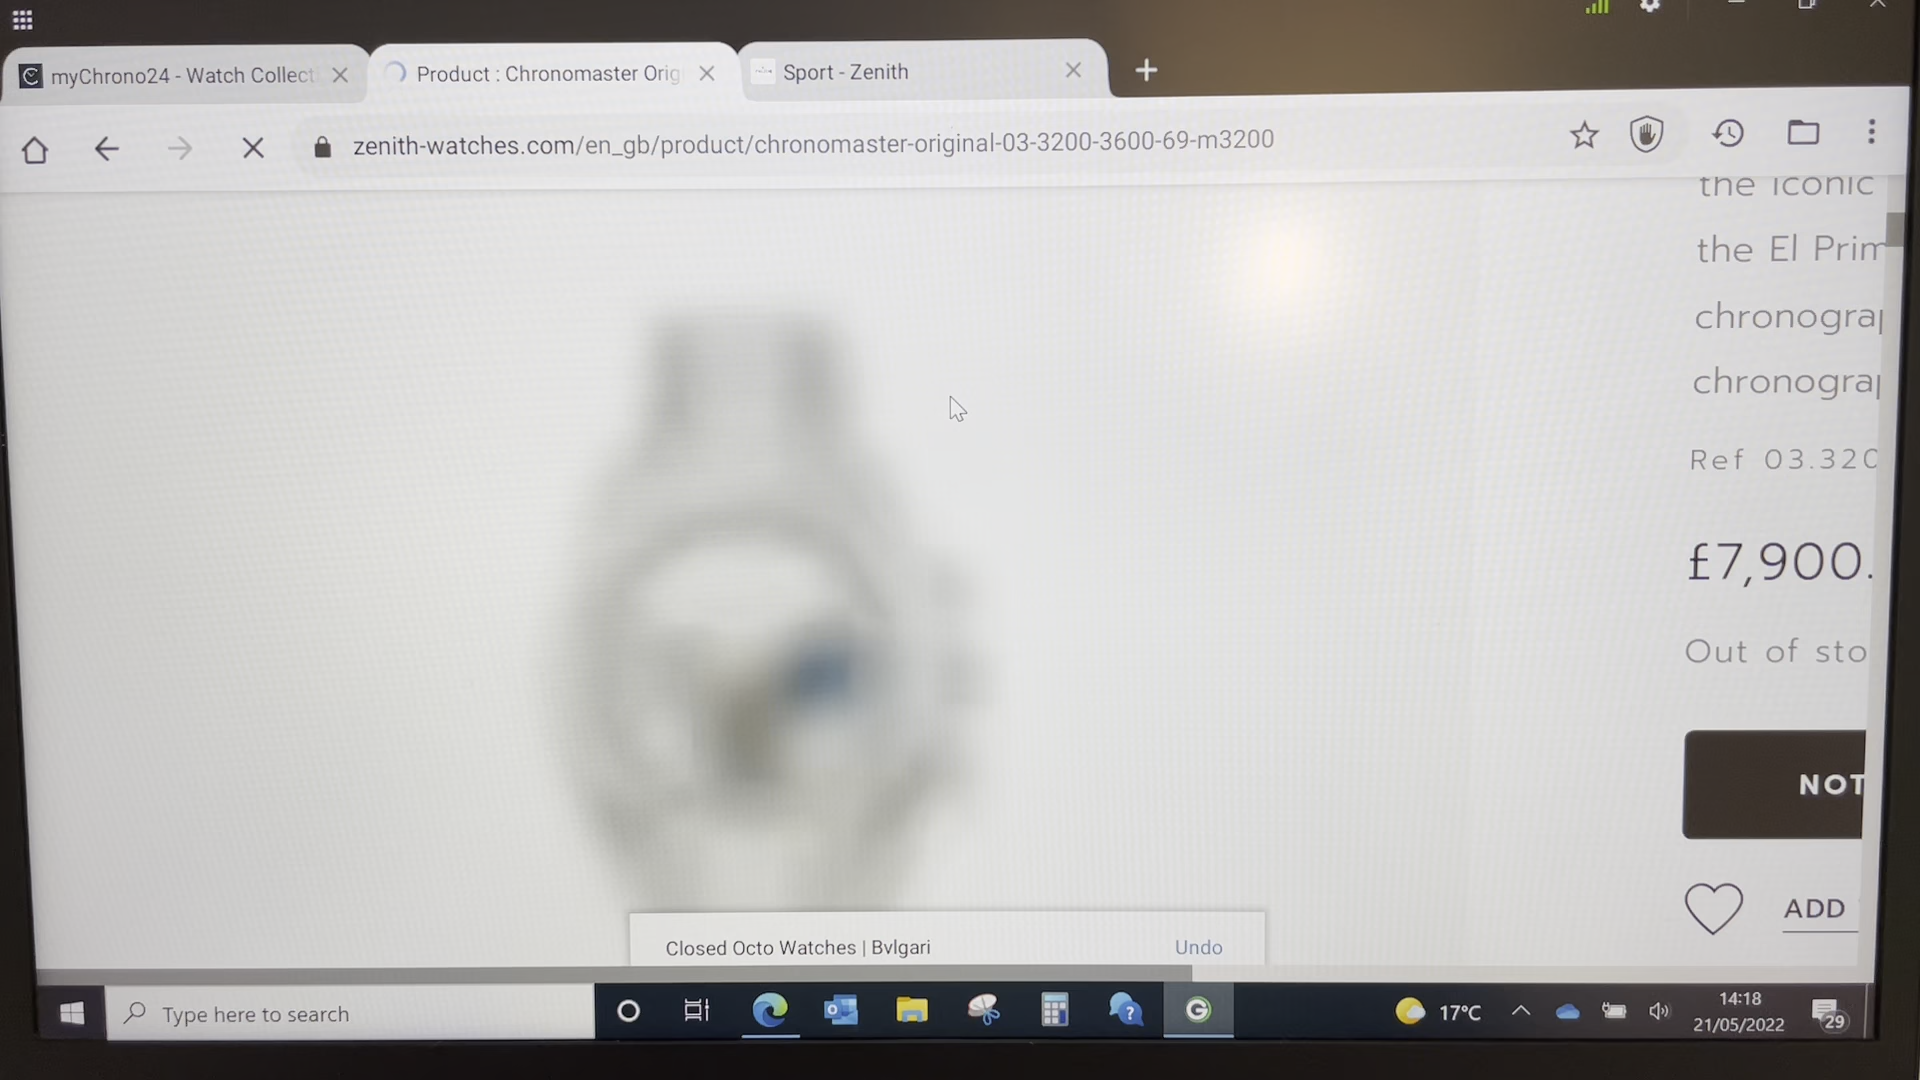 myChrono24 - Watch Collect
Product : Chronomaster Orig
Sport - Zenith
zenith-watches.com/en_gb/product/chronomaster-original-03-3200-3600-69-m3200
the iconic
the El Prim
chronogra
chronogra
Ref 03.320
£7,900.
Out of sto
NOT
ADD
Closed Octo Watches | Bvlgari
Undo
Type here to search
17°C
14:18
21/05/2022
29